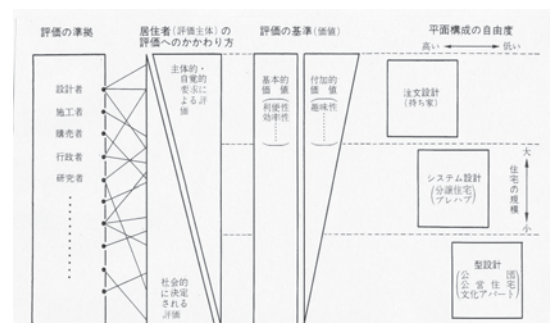 評価の準拠
居住者(評価主体)の
評価へのかかわり方
評価の基準(価値)
平面構成の自由度
高い
低い
設計者
施工者
購売者
行政者
研究者
主体的・
自覚的
要求に
よる評
価
社会的
に決定
される
評価
基本的
価値
(利便性
効率性)
付加的
価値
(趣味性)
注文設計
(持ち家)
システム設計
(分譲住宅
プレハブ)
型設計
(公団
公営住宅
文化アパート)
大
住宅の規模
小